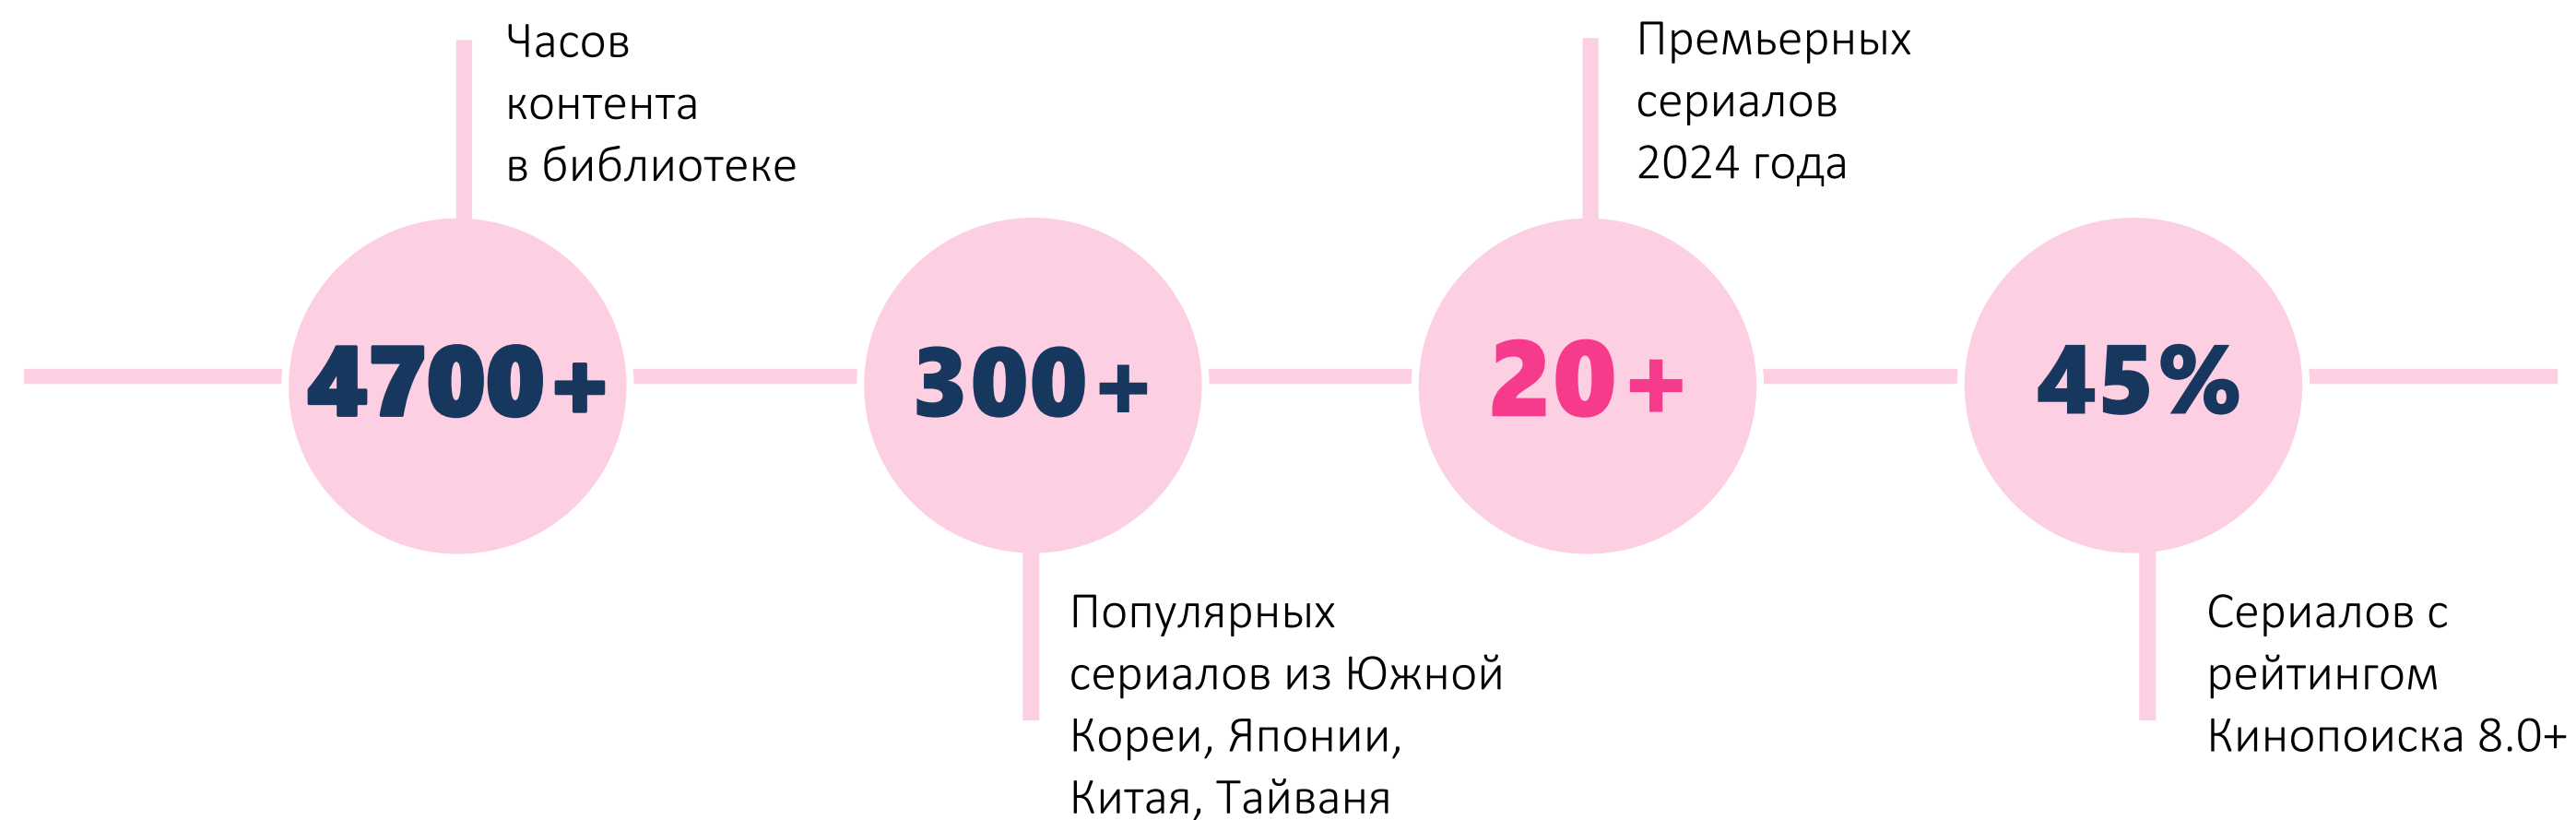 Часов
контента
в библиотеке
4700+
300+
Популярных
сериалов из Южной
Кореи, Японии,
Китая, Тайваня
Премьерных
сериалов
2024 года
20+
45%
Сериалов с
рейтингом
Кинопоиска 8.0+